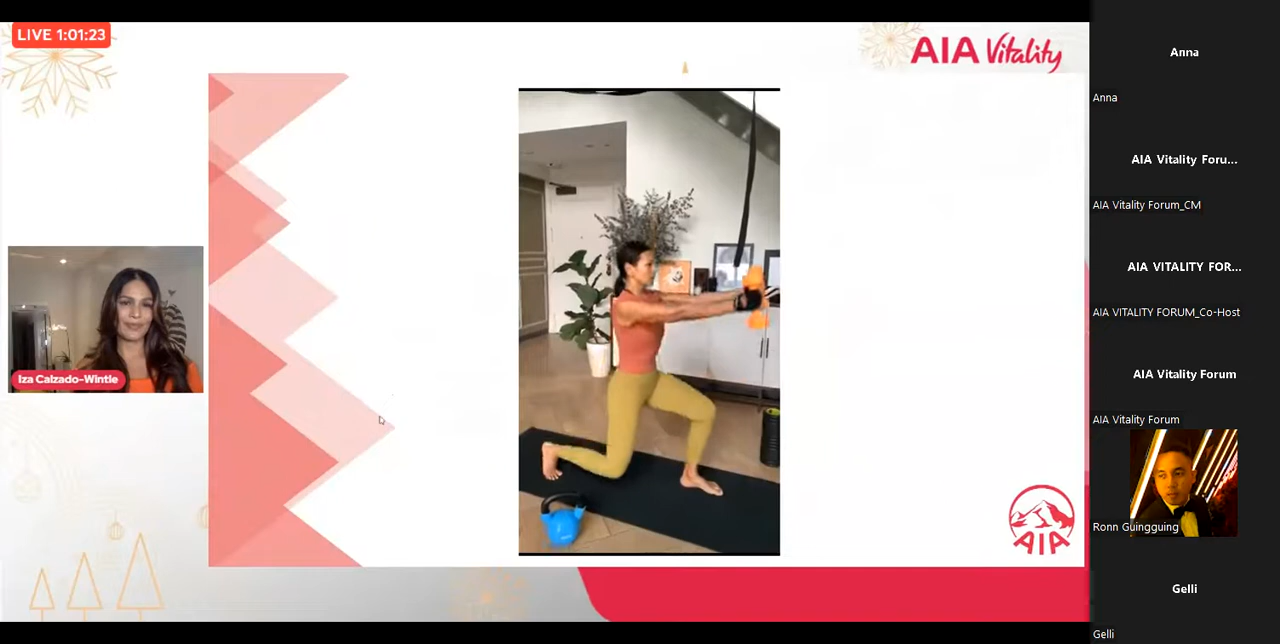 LIVE 1:01:23
AIA Vitality
Iza Calzado-Wintle
AIA
Anna
Anna
AIA Vitality Foru...
AIA Vitality Forum_CM
AIA VITALITY FOR...
AIA VITALITY FORUM_Co-Host
AIA Vitality Forum
AIA Vitality Forum
Ronn Guingguing
Gelli
Gelli